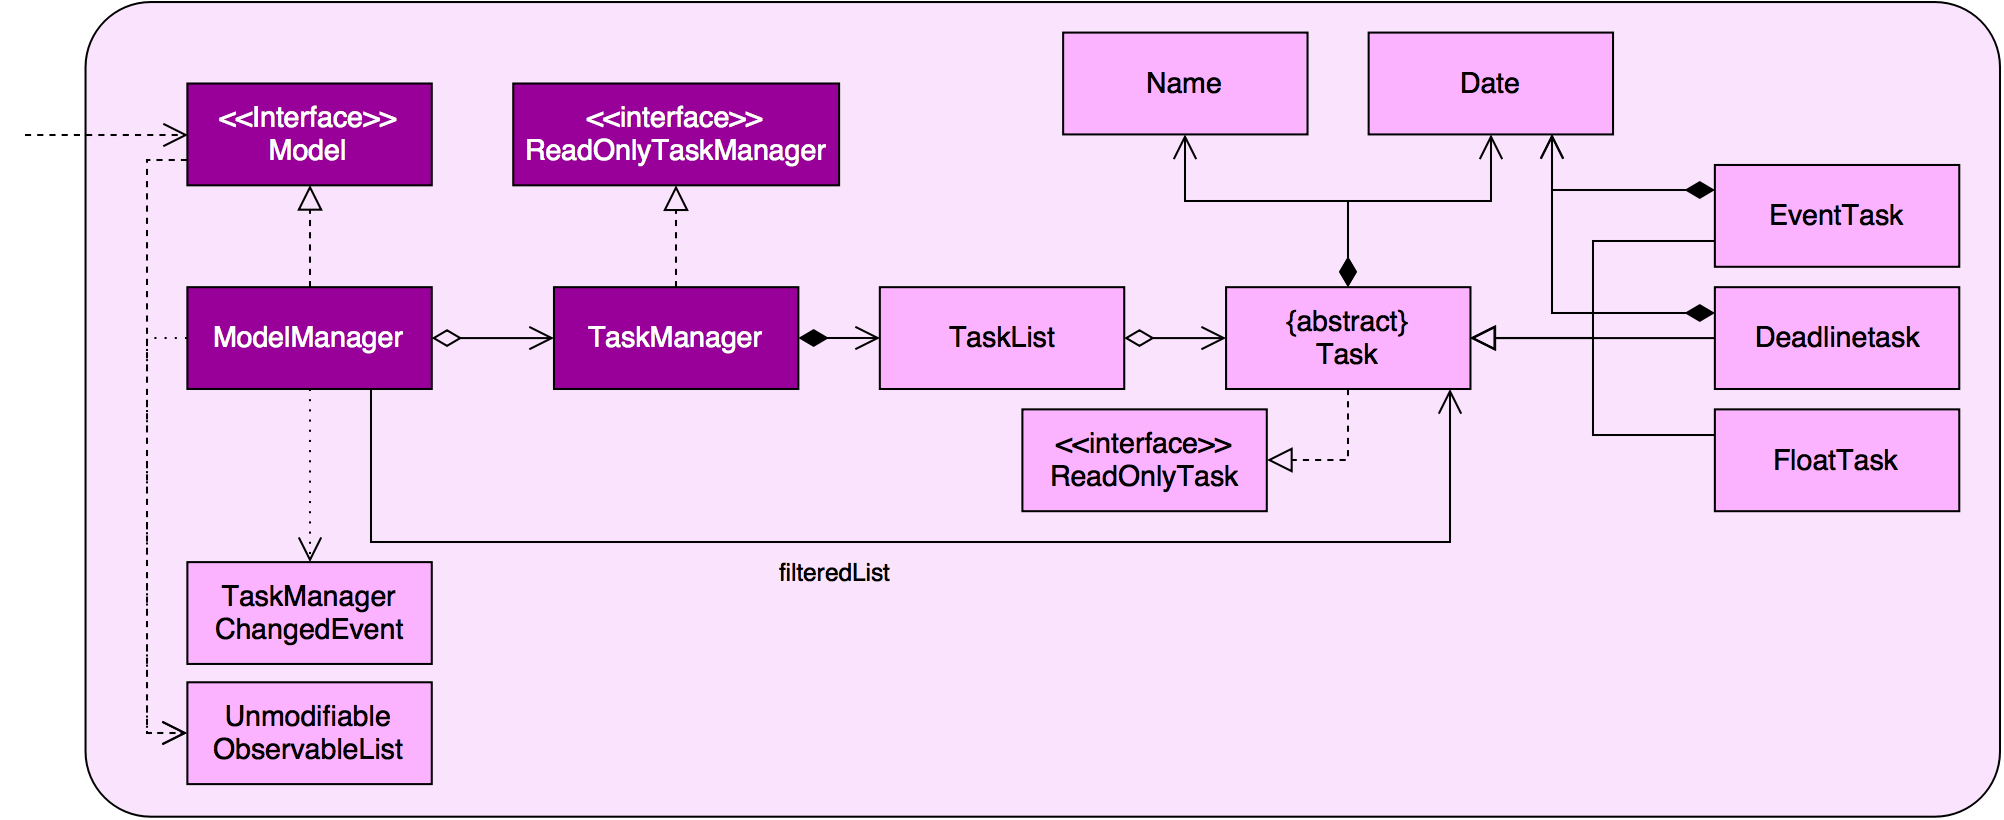 Name
Date
<<Interface>>
Model
<<interface>>
ReadOnlyTaskManager
EventTask
ModelManager
TaskManager
TaskList
{abstract}
Task
Deadlinetask
<<interface>>
ReadOnlyTask
FloatTask
filteredList
TaskManager
ChangedEvent
Unmodifiable
ObservableList